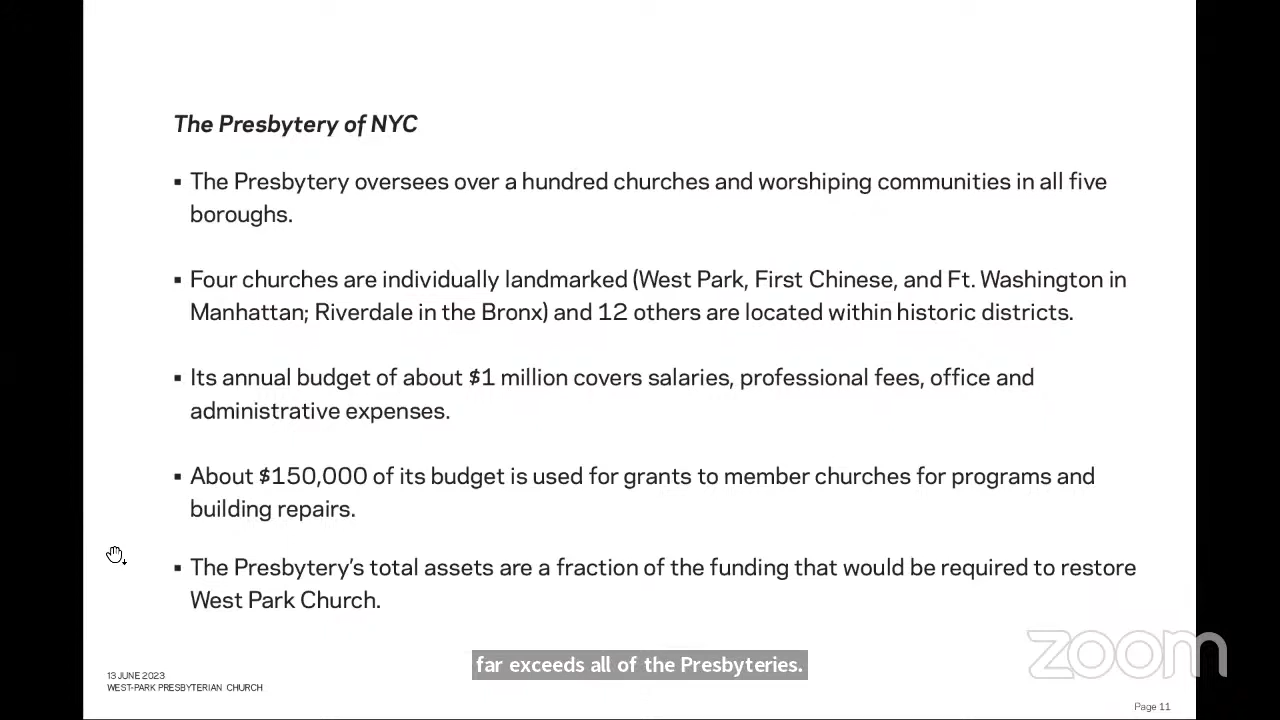 The Presbytery of NYC
▪ The Presbytery oversees over a hundred churches and worshiping communities in all five
boroughs.
▪ Four churches are individually landmarked (West Park, First Chinese, and Ft. Washington in
Manhattan; Riverdale in the Bronx) and 12 others are located within historic districts.
▪ Its annual budget of about $1 million covers salaries, professional fees, office and
administrative expenses.
▪ About $150,000 of its budget is used for grants to member churches for programs and
building repairs.
▪ The Presbytery’s total assets are a fraction of the funding that would be required to restore
West Park Church.
far exceeds all of the Presbyteries.
zoom
13 JUNE 2023
WEST-PARK PRESBYTERIAN CHURCH
Page 11